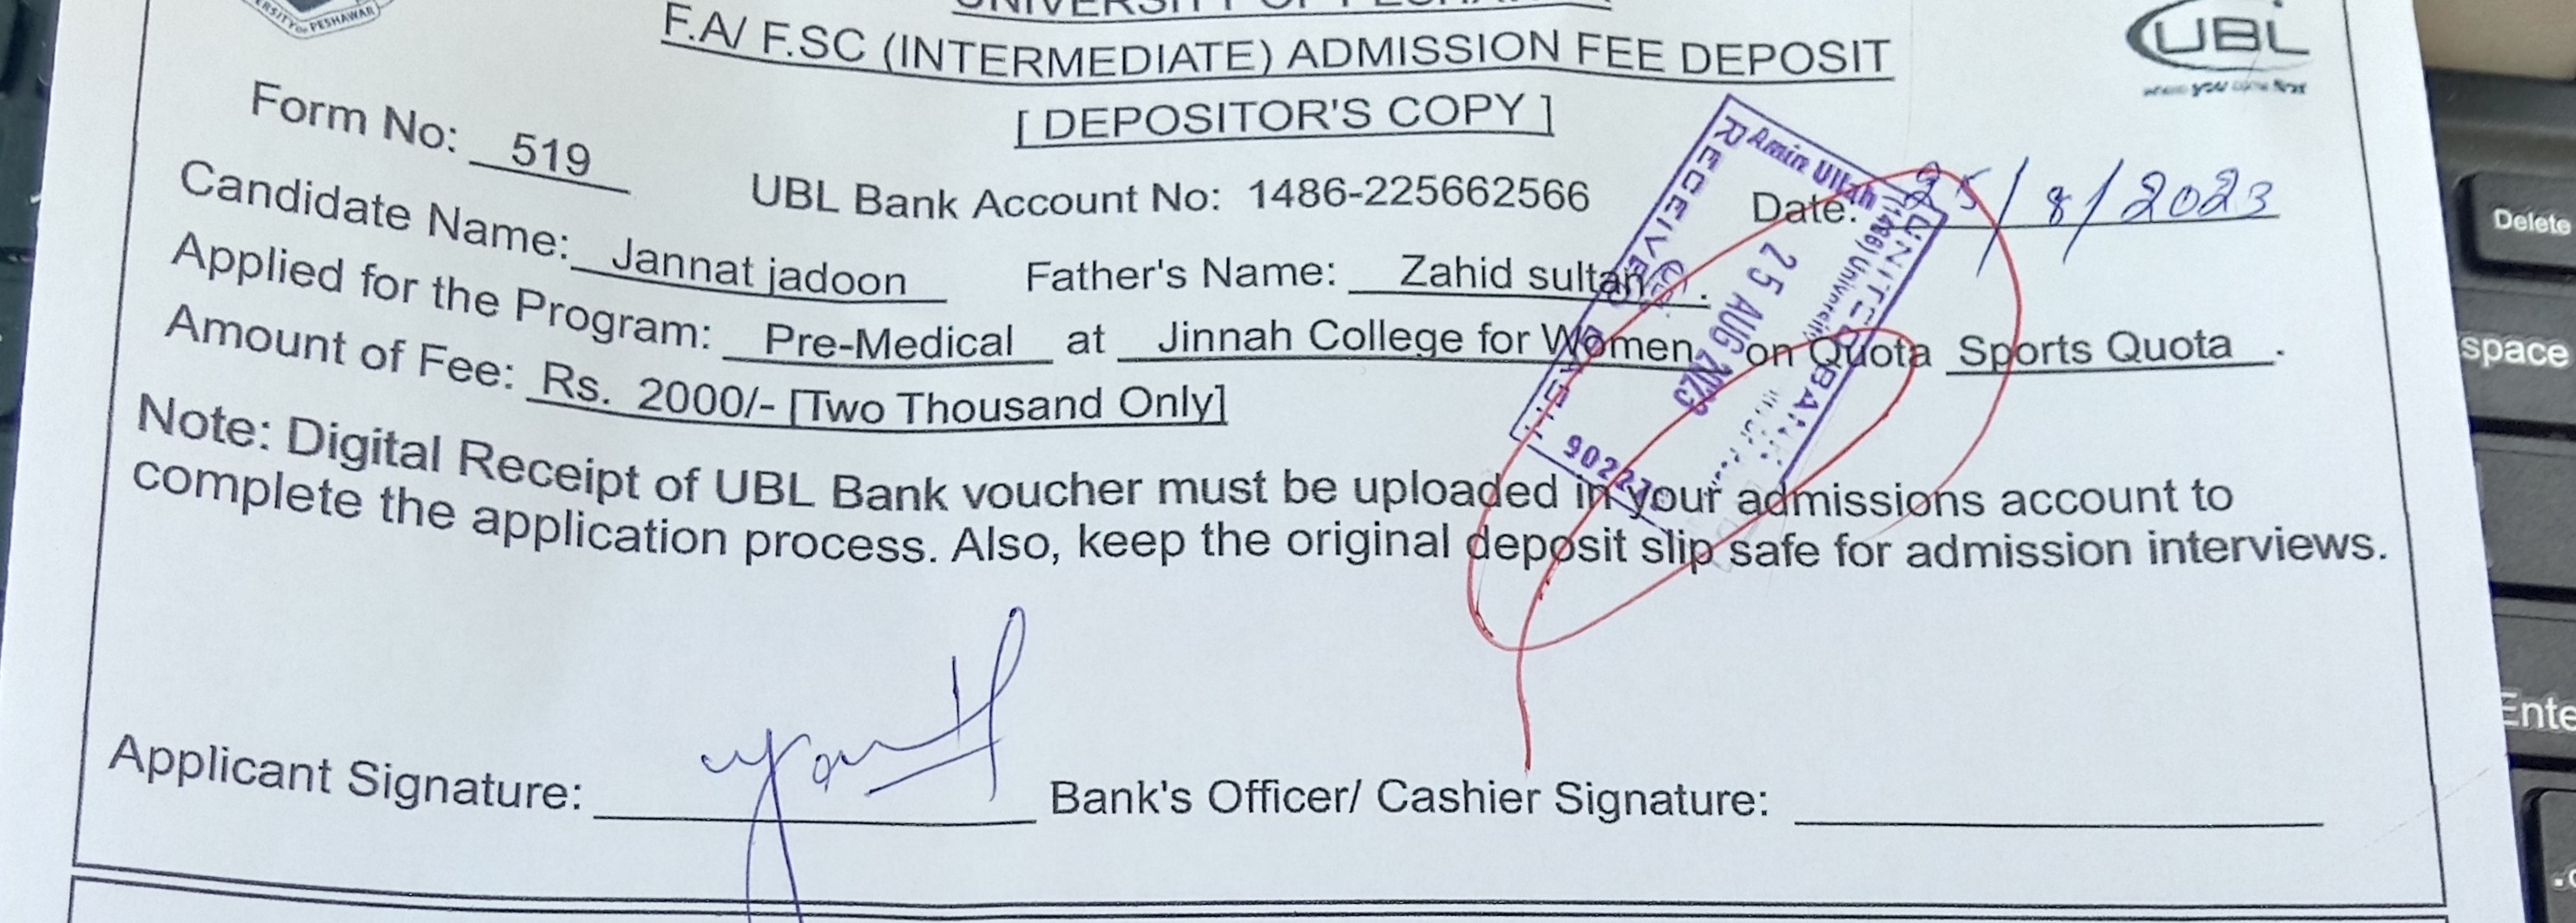 UNIVERSITY OF PESHAWAR
F.A/ F.SC (INTERMEDIATE) ADMISSION FEE DEPOSIT
UBL
where you come first
[ DEPOSITOR'S COPY ]
Form No: 519
UBL Bank Account No: 1486-225662566
Date: 25/8/2023
Candidate Name: Jannat jadoon Father's Name: Zahid sultan .
Applied for the Program: Pre-Medical at Jinnah College for Women on Quota Sports Quota .
Amount of Fee: Rs. 2000/- [Two Thousand Only]
Note: Digital Receipt of UBL Bank voucher must be uploaded in your admissions account to
complete the application process. Also, keep the original deposit slip safe for admission interviews.
RECEIVED CASH
Amin Ullah
25 AUG 2023
UNITED BANK
(1486) University
Applicant Signature: Bank's Officer/ Cashier Signature:
Delete
space
Ente